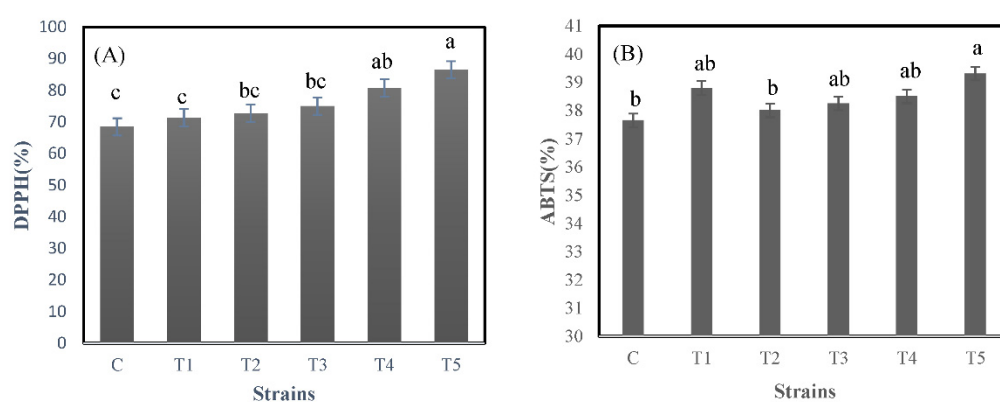 (A)
DPPH(%)
100
90
80
70
60
50
40
30
20
10
0
c
c
bc
bc
ab
a
C T1 T2 T3 T4 T5
Strains
(B)
ABTS(%)
41
40
39
38
37
36
35
34
33
32
31
30
b
ab
b
ab
ab
a
C T1 T2 T3 T4 T5
Strains